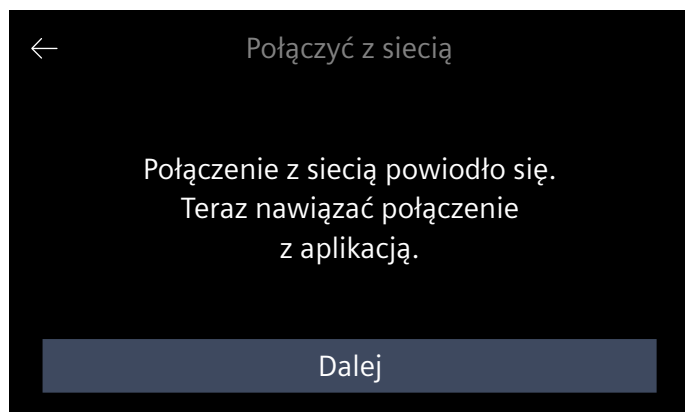 Połączyć z siecią
Połączenie z siecią powiodło się.
Teraz nawiązać połączenie
z aplikacją.
Dalej